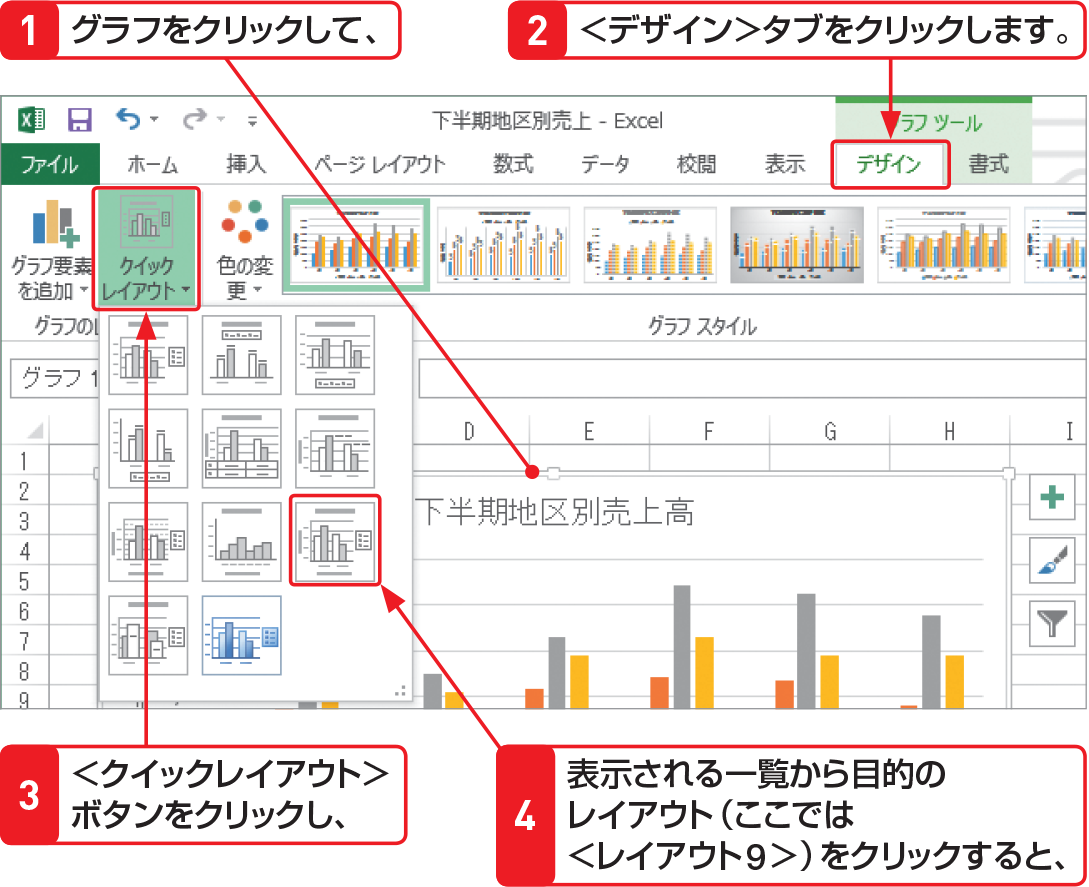 1 グラフをクリックして、
2 <デザイン>タブをクリックします。
下半期地区別売上 - Excel
ラフ ツール
ファイル ホーム 挿入 ページ レイアウト 数式 データ 校閲 表示 デザイン 書式
グラフ要素
を追加
クイック
レイアウト
色の変
更
グラフのレ
グラフ スタイル
グラフ 1
D E F G H I
1
2
3
4
5
6
7
8
9
下半期地区別売上高
3 <クイックレイアウト>
ボタンをクリックし、
4 表示される一覧から目的の
レイアウト(ここでは
<レイアウト9>)をクリックすると、